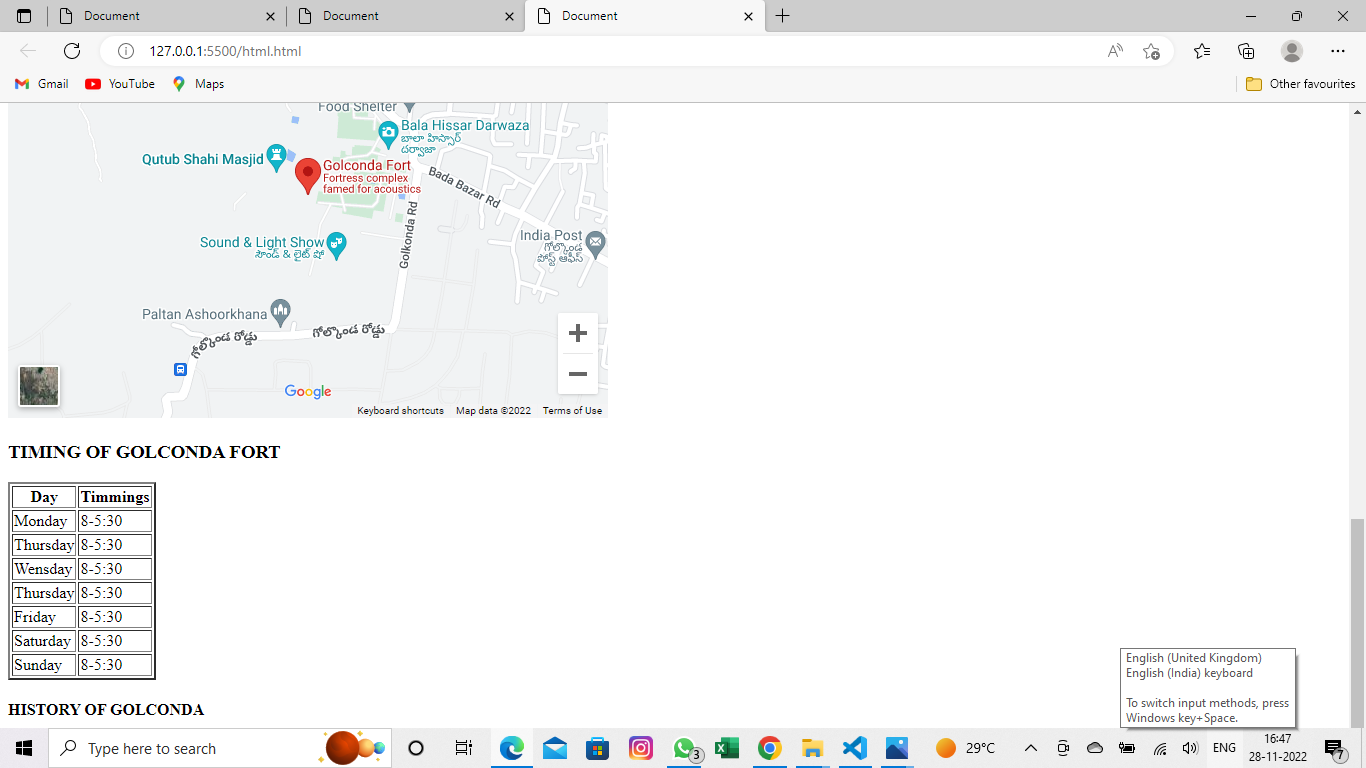 Document
Document
Document
127.0.0.1:5500/html.html
Gmail
YouTube
Maps
Other favourites
Food Shelter
Bala Hissar Darwaza
బాలా హిస్సార్
దర్వాజా
Qutub Shahi Masjid
Golconda Fort
Fortress complex
famed for acoustics
Bada Bazar Rd
Golkonda Rd
India Post
గోల్కొండ
పోస్ట్ ఆఫీస్
Sound & Light Show
సౌండ్ & లైట్ షో
Paltan Ashoorkhana
గోల్కొండ రోడ్డు
గోల్కొండ రోడ్డు
Google
Keyboard shortcuts
Map data ©2022
Terms of Use
TIMING OF GOLCONDA FORT
Day Timmings
Monday 8-5:30
Thursday 8-5:30
Wensday 8-5:30
Thursday 8-5:30
Friday 8-5:30
Saturday 8-5:30
Sunday 8-5:30
HISTORY OF GOLCONDA
English (United Kingdom)
English (India) keyboard
To switch input methods, press
Windows key+Space.
Type here to search
3
29°C
ENG
16:47
28-11-2022
7